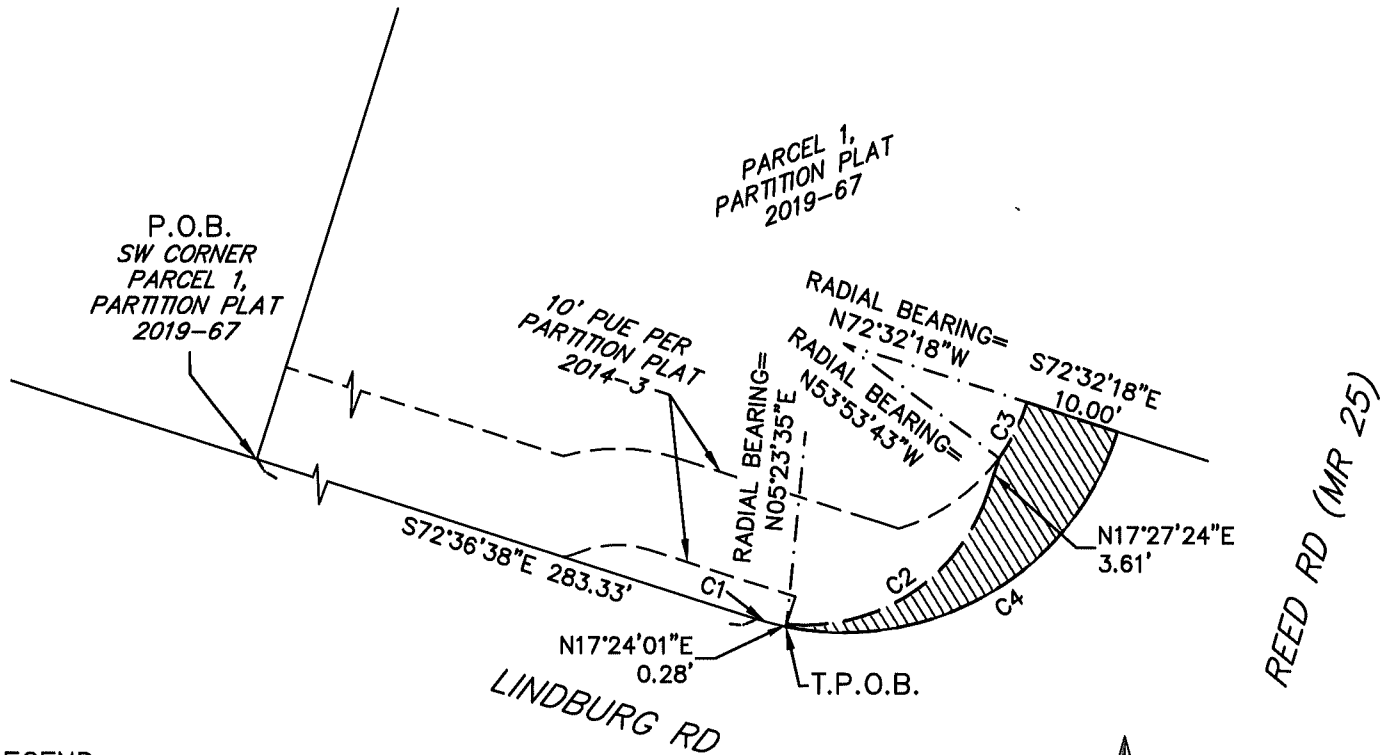 PARCEL 1,
PARTITION PLAT
2019-67
P.O.B.
SW CORNER
PARCEL 1,
PARTITION PLAT
2019-67
10' PUE PER
PARTITION PLAT
2014-3
RADIAL BEARING=
N72°32'18"W
RADIAL BEARING=
N53°53'43"W
S72°32'18"E
10.00'
RADIAL BEARING=
N05°23'35"E
C3
REED RD (MR 25)
N17°27'24"E
3.61'
S72°36'38"E 283.33'
C1
C2
C4
N17°24'01"E
0.28'
T.P.O.B.
LINDBURG RD